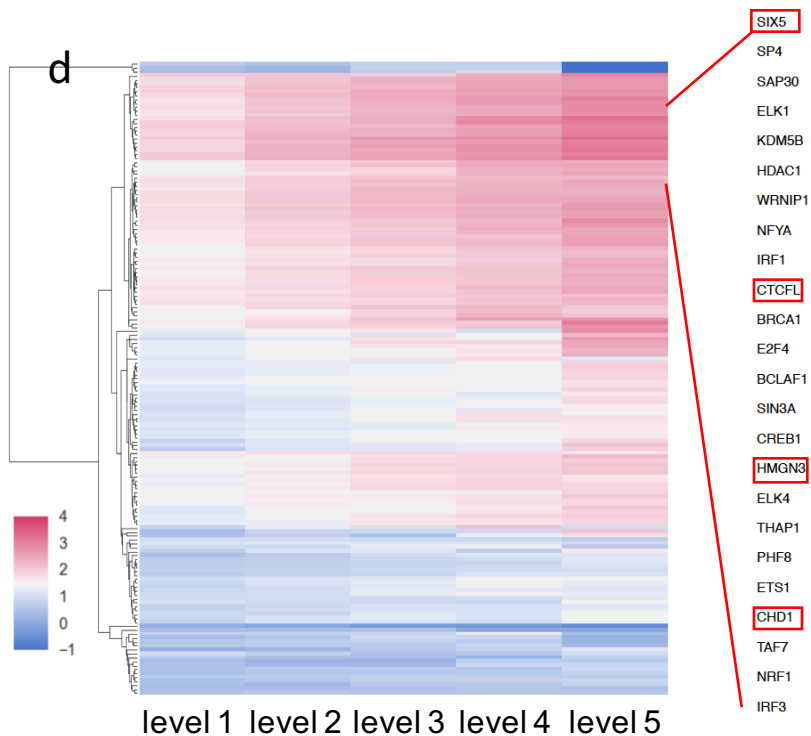 d
SIX5
SP4
SAP30
ELK1
KDM5B
HDAC1
WRNIP1
NFYA
IRF1
CTCFL
BRCA1
E2F4
BCLAF1
SIN3A
CREB1
HMGN3
ELK4
THAP1
PHF8
ETS1
CHD1
TAF7
NRF1
IRF3
4
3
2
1
0
−1
level 1 level 2 level 3 level 4 level 5